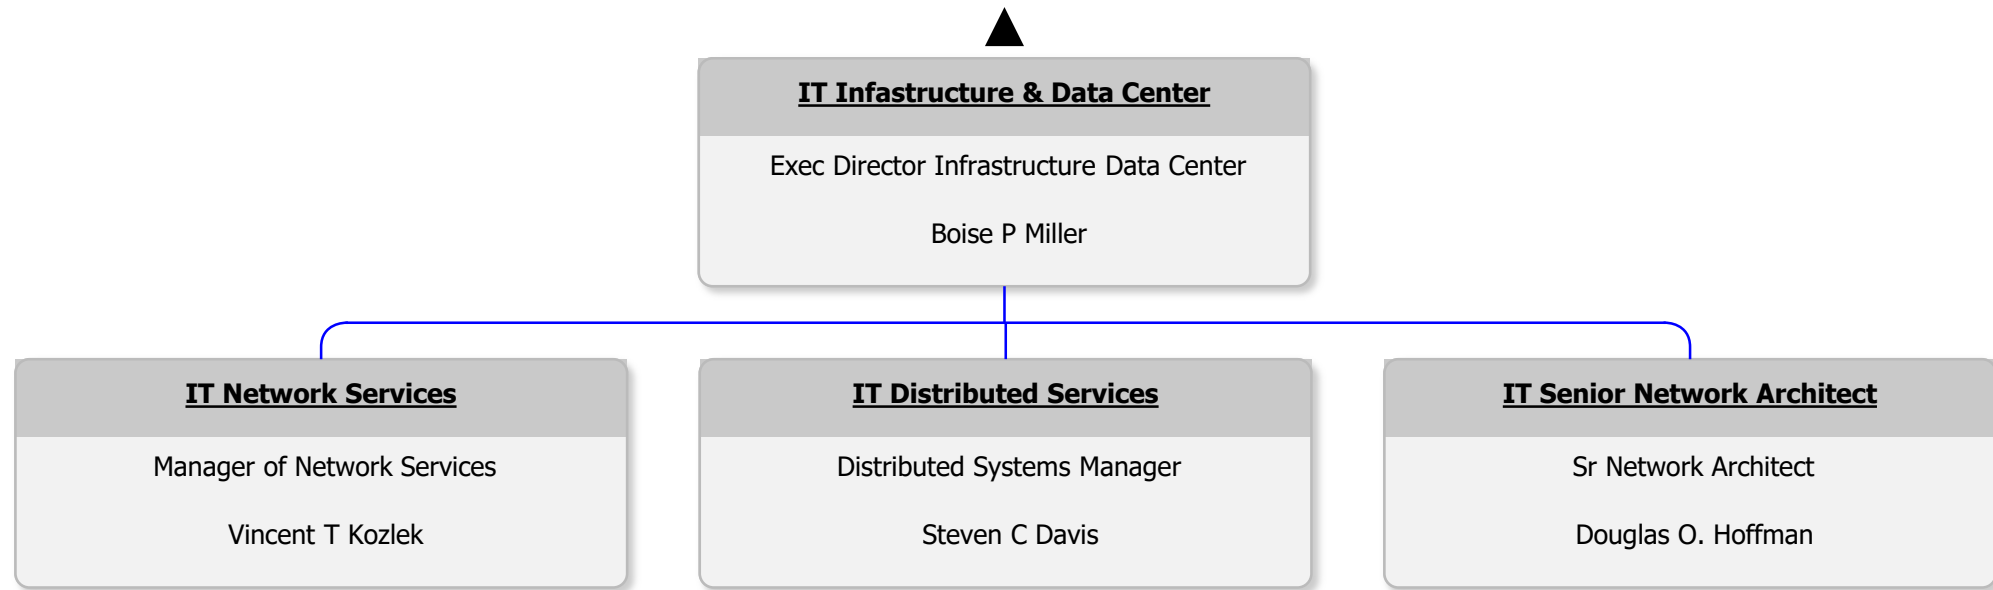 IT Infastructure & Data Center
Exec Director Infrastructure Data Center
Boise P Miller
IT Network Services
Manager of Network Services
Vincent T Kozlek
IT Distributed Services
Distributed Systems Manager
Steven C Davis
IT Senior Network Architect
Sr Network Architect
Douglas O. Hoffman